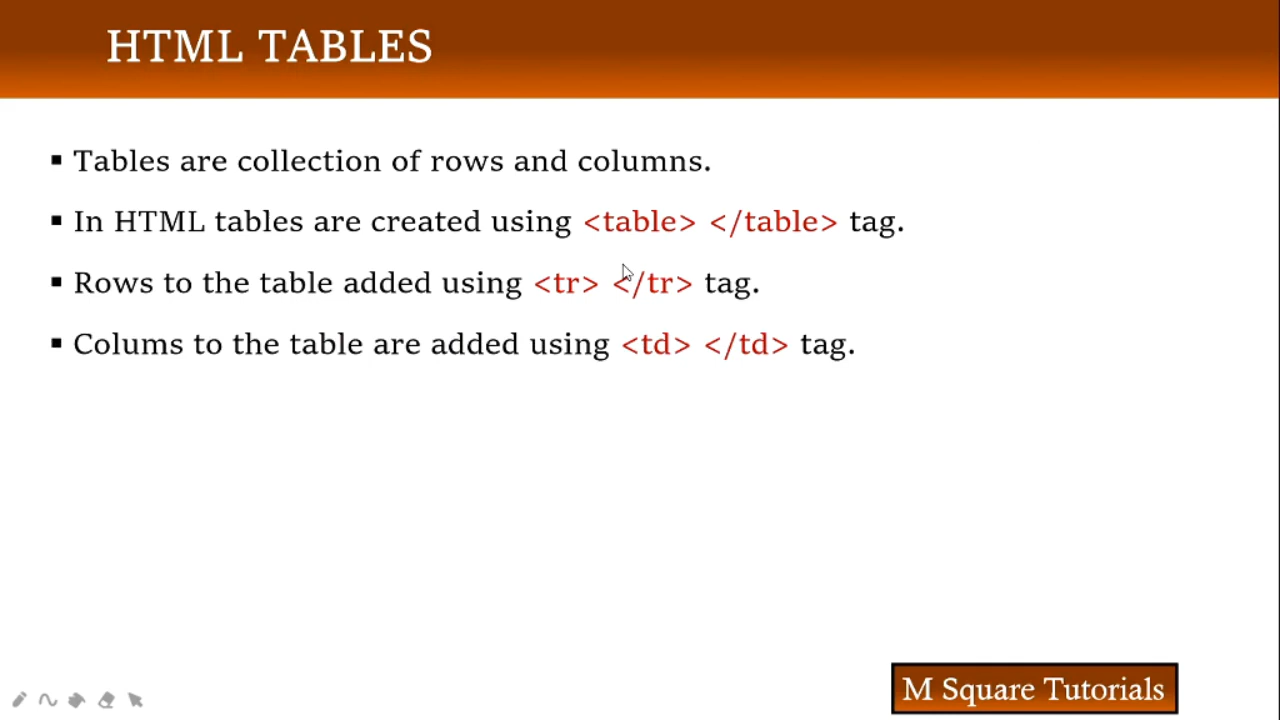 HTML TABLES
▪ Tables are collection of rows and columns.
▪ In HTML tables are created using <table> </table> tag.
▪ Rows to the table added using <tr> </tr> tag.
▪ Colums to the table are added using <td> </td> tag.
M Square Tutorials